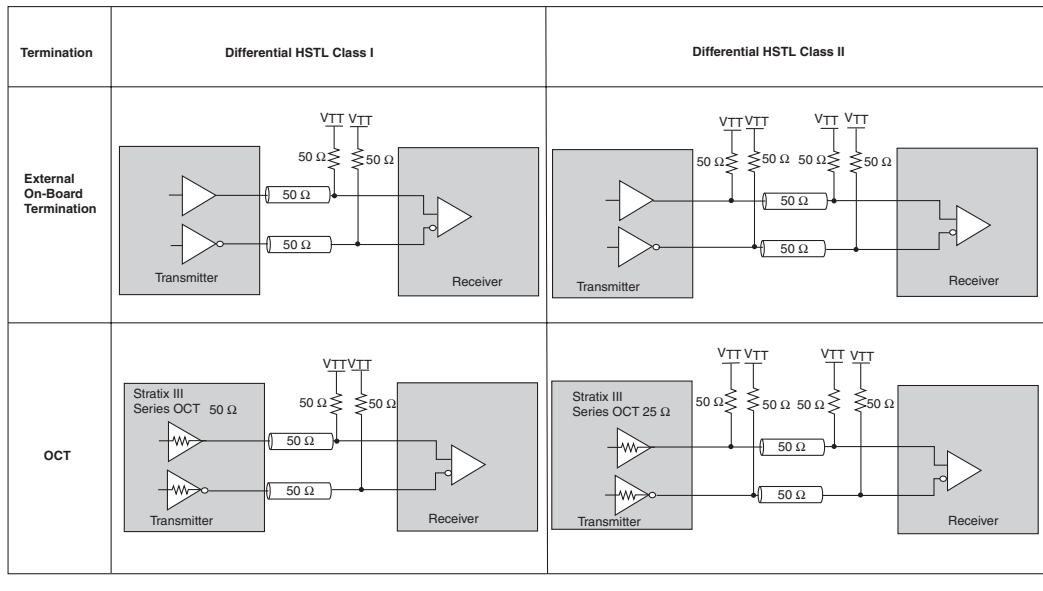 Termination
Differential HSTL Class I
Differential HSTL Class II
External
On-Board
Termination
VTT VTT
50 Ω 50 Ω
50 Ω
50 Ω
Transmitter
Receiver
VTT VTT VTT VTT
50 Ω 50 Ω 50 Ω 50 Ω
50 Ω
50 Ω
Transmitter
Receiver
OCT
Stratix III
Series OCT 50 Ω
VTT VTT
50 Ω 50 Ω
50 Ω
50 Ω
Transmitter
Receiver
Stratix III
Series OCT 25 Ω
VTT VTT VTT VTT
50 Ω 50 Ω 50 Ω 50 Ω
50 Ω
50 Ω
Transmitter
Receiver